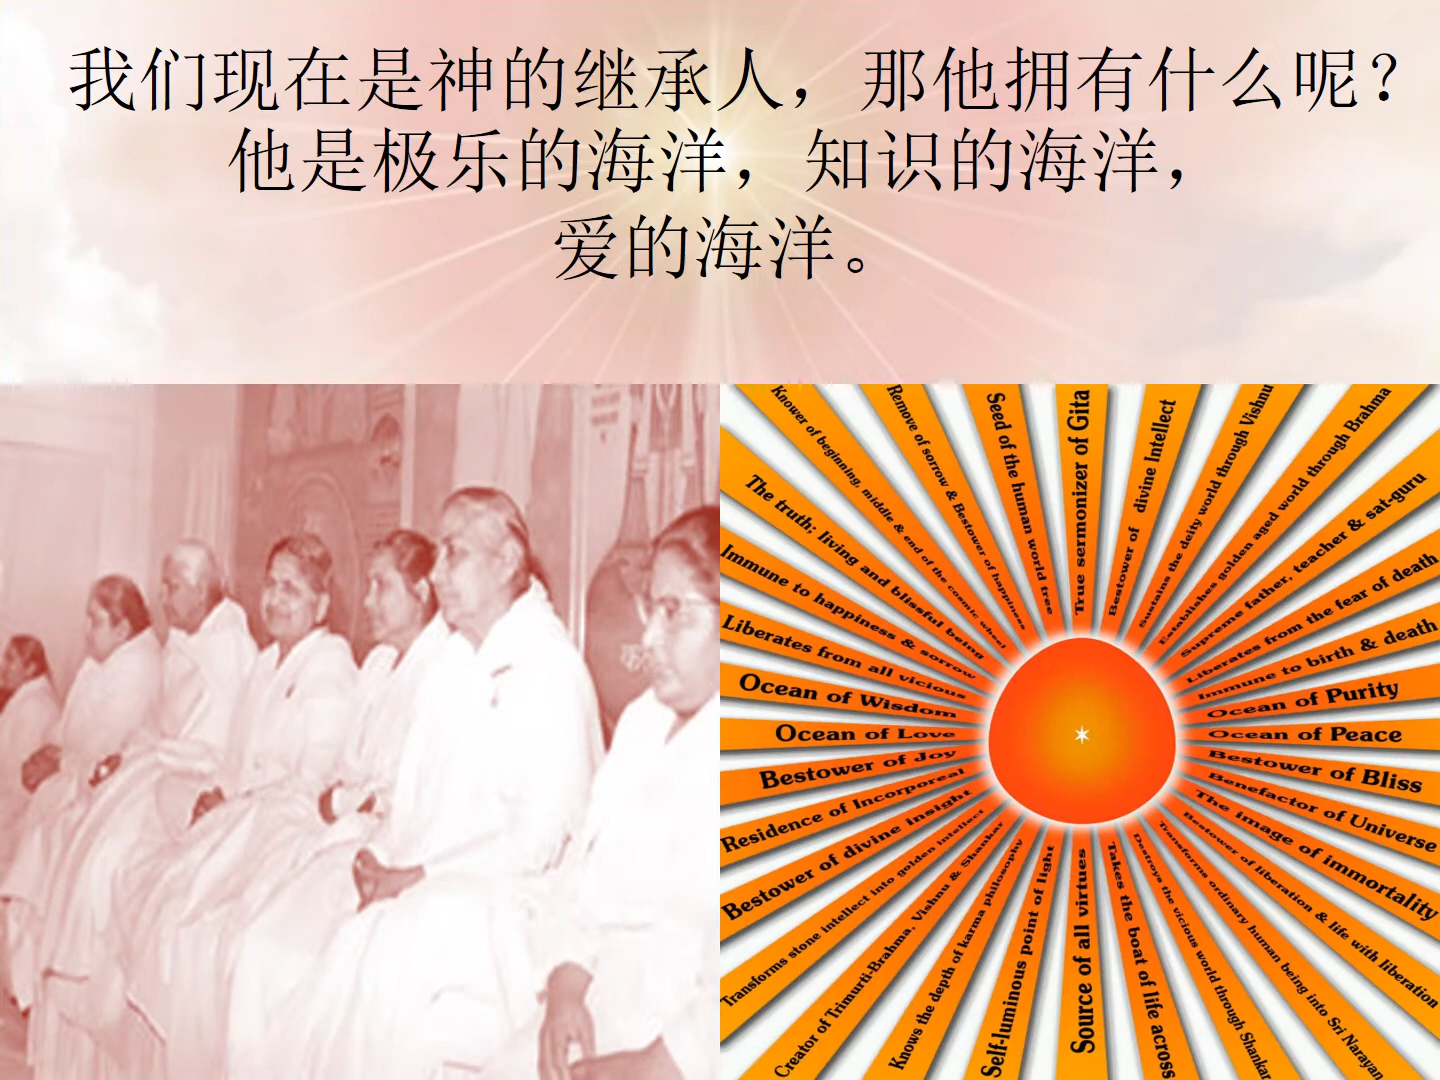 我们现在是神的继承人，那他拥有什么呢？
他是极乐的海洋，知识的海洋，
爱的海洋。
Knower of beginning, middle & end of the cosmic wheel
Remove of sorrow & Bestower of happiness
Seed of the human world tree
True sermonizer of Gita
Bestower of divine Intellect
Sustains the deity world through Vishnu
Establishes golden aged world through Brahma
Supreme father, teacher & sat-guru
Liberates from the fear of death
Immune to birth & death
Ocean of Purity
Ocean of Peace
Bestower of Bliss
Benefactor of Universe
The image of immortality
Bestower of liberation & life with liberation
Transforms ordinary human being into Sri Narayan
Destroys the vicious world through Shankar
Takes the boat of life across
Source of all virtues
Self-luminous point of light
Knows the depth of karma philosophy
Creator of Trimurti-Brahma, Vishnu & Shankar
Transforms stone intellect into golden intellect
Bestower of divine insight
Residence of Incorporeal
Bestower of Joy
Ocean of Love
Ocean of Wisdom
Liberates from all vicious
Immune to happiness & sorrow
The truth; living and blissful being